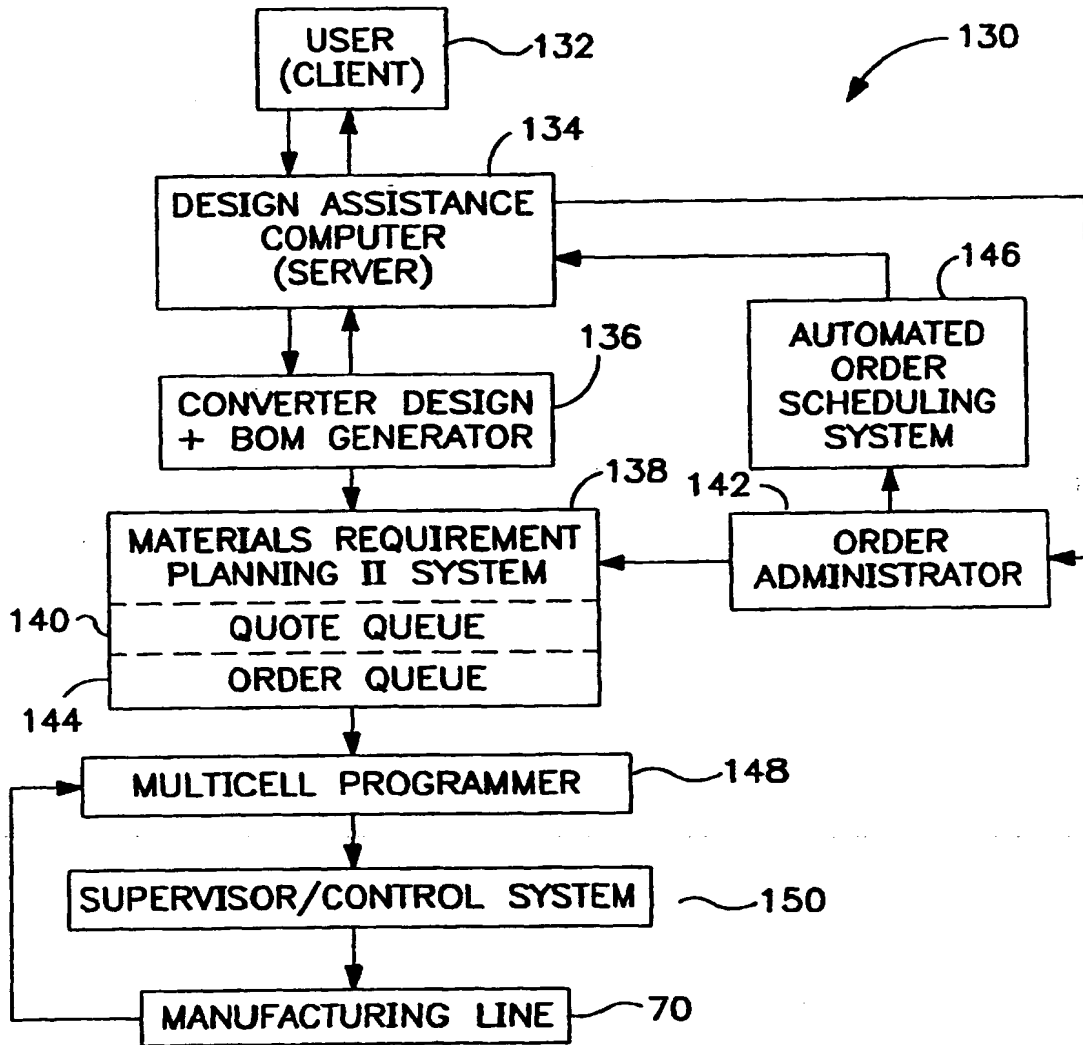 USER
(CLIENT)
132
130
134
DESIGN ASSISTANCE
COMPUTER
(SERVER)
146
AUTOMATED
ORDER
SCHEDULING
SYSTEM
136
CONVERTER DESIGN
+ BOM GENERATOR
138
142
MATERIALS REQUIREMENT
PLANNING II SYSTEM
ORDER
ADMINISTRATOR
140
QUOTE QUEUE
ORDER QUEUE
144
MULTICELL PROGRAMMER
148
SUPERVISOR/CONTROL SYSTEM
150
MANUFACTURING LINE
70